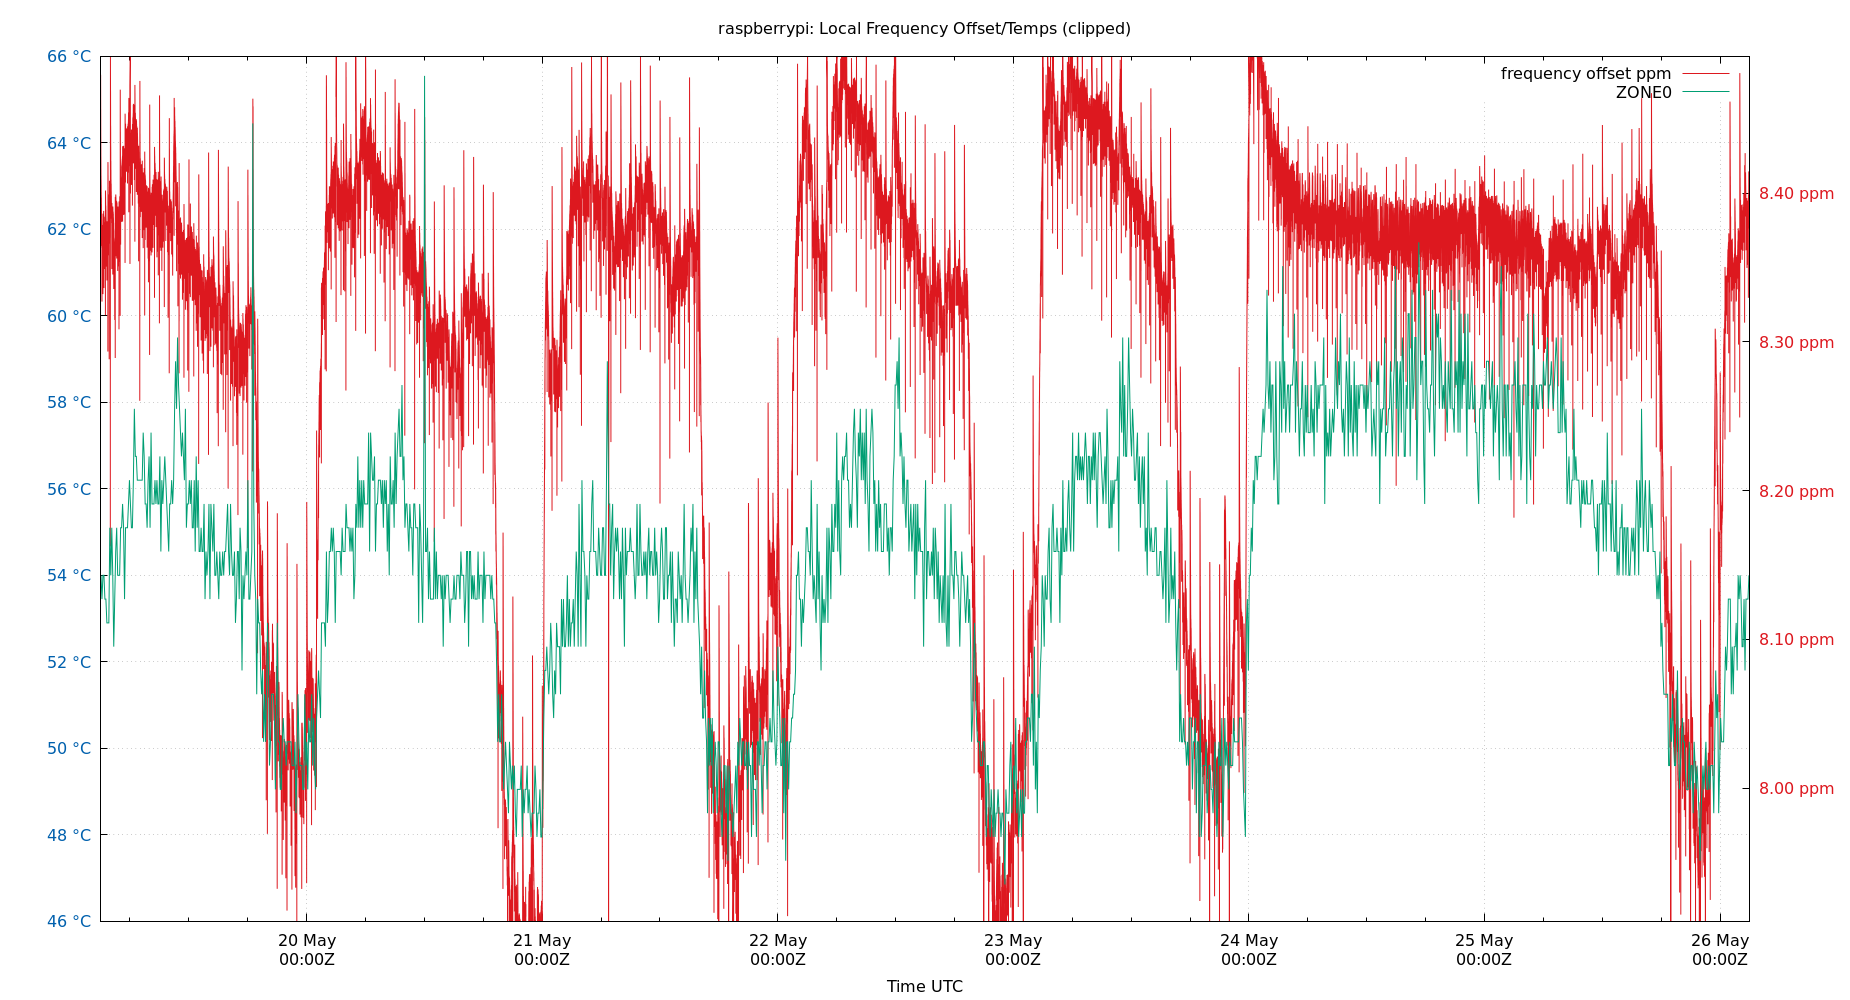 raspberrypi: Local Frequency Offset/Temps (clipped)
frequency offset ppm
ZONE0
66 °C
64 °C
62 °C
60 °C
58 °C
56 °C
54 °C
52 °C
50 °C
48 °C
46 °C
8.40 ppm
8.30 ppm
8.20 ppm
8.10 ppm
8.00 ppm
20 May 21 May 22 May 23 May 24 May 25 May 26 May
00:00Z 00:00Z 00:00Z 00:00Z 00:00Z 00:00Z 00:00Z
Time UTC